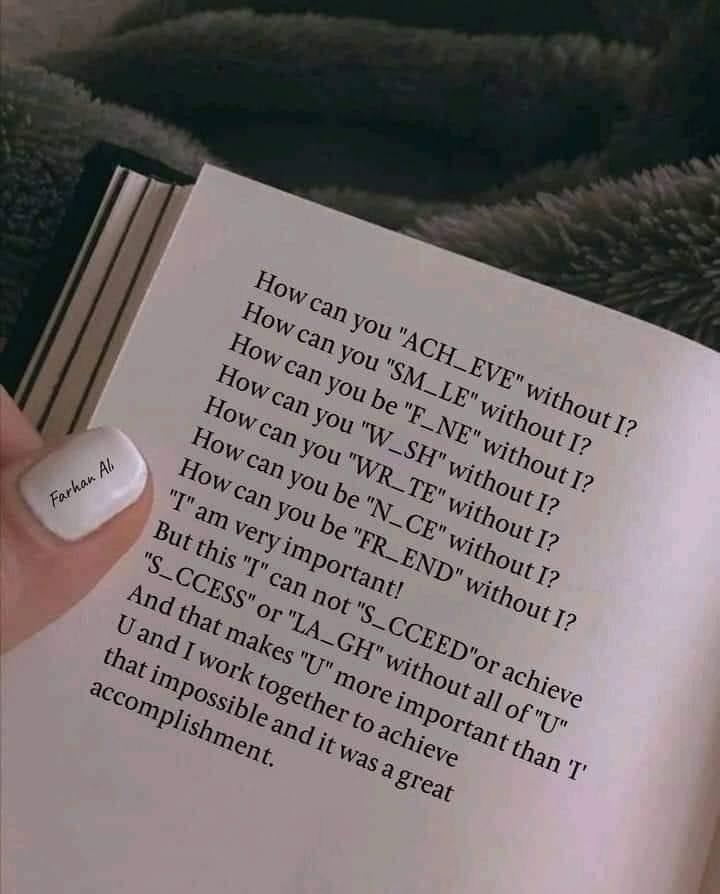 How can you "ACH_EVE" without I?
How can you "SM_LE" without I?
How can you be "F_NE" without I?
How can you "W_SH" without I?
How can you "WR_TE" without I?
How can you be "N_CE" without I?
How can you be "FR_END" without I?
"I" am very important!
But this "I" can not "S_CCEED"or achieve
"S_CCESS" or "LA_GH" without all of "U"
And that makes "U" more important than 'I'
U and I work together to achieve
that impossible and it was a great
accomplishment.
Farhan Ali